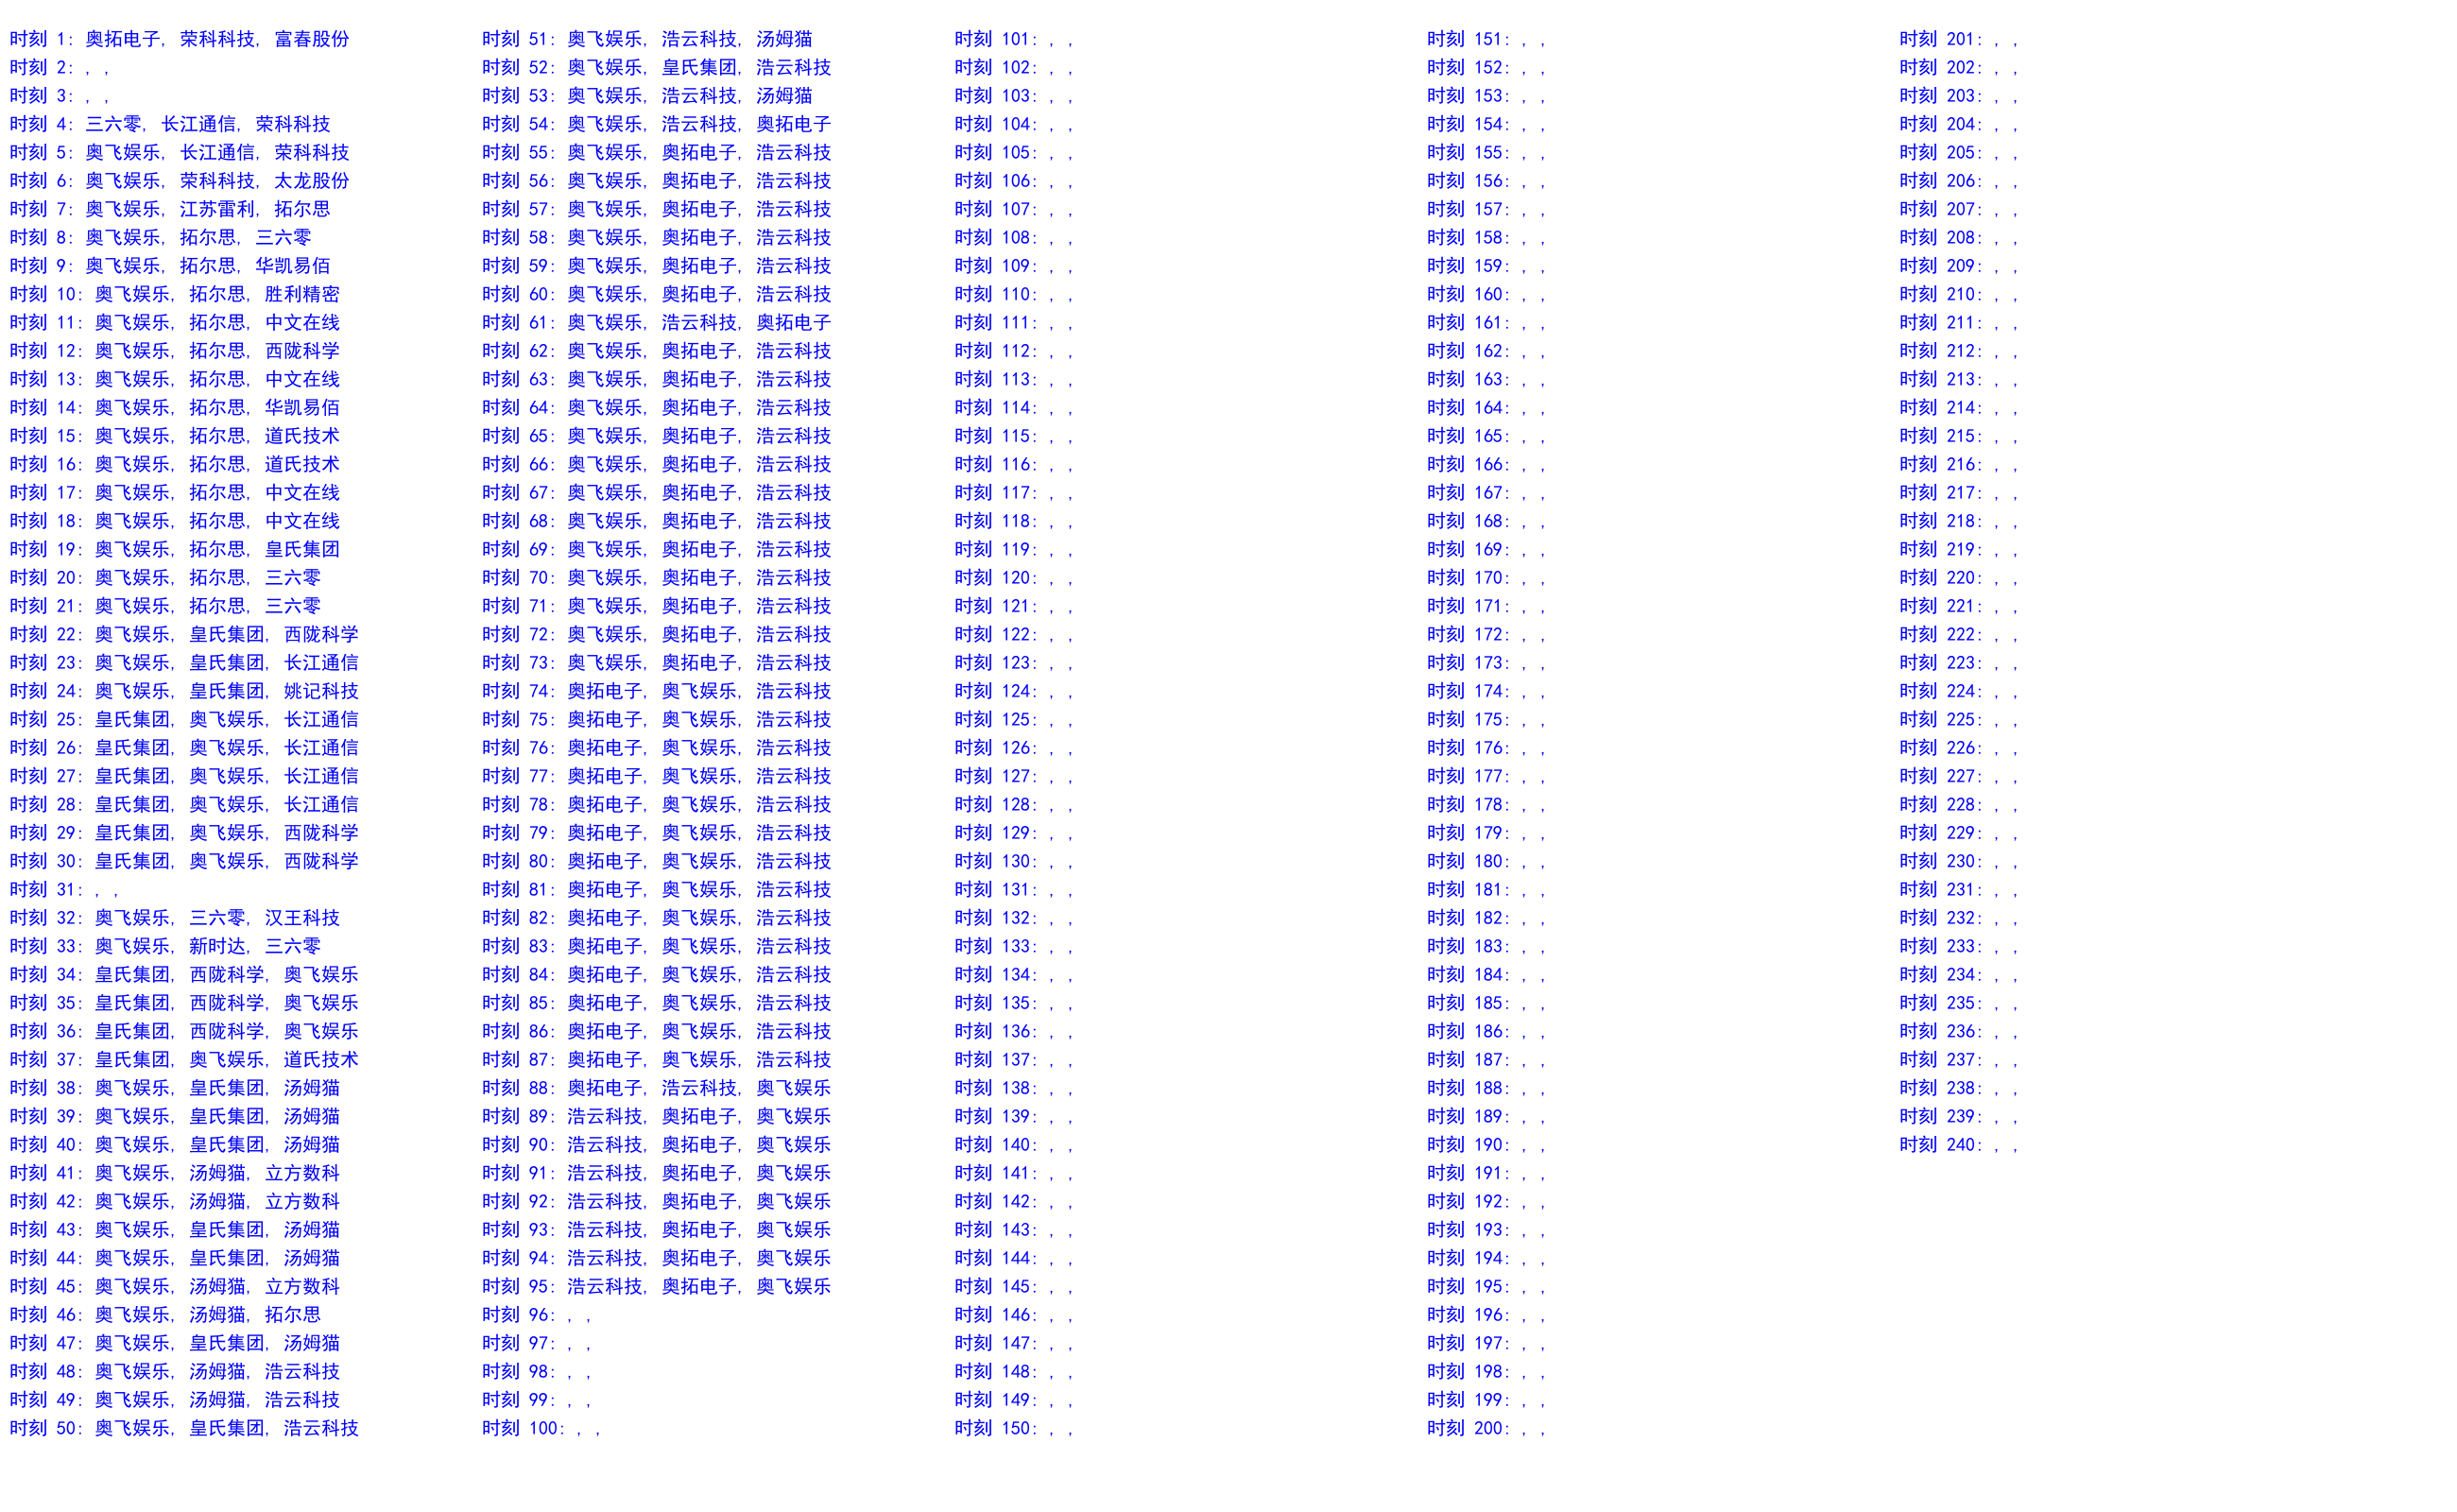 时刻 1: 奥拓电子, 荣科科技, 富春股份
时刻 2: , ,
时刻 3: , ,
时刻 4: 三六零, 长江通信, 荣科科技
时刻 5: 奥飞娱乐, 长江通信, 荣科科技
时刻 6: 奥飞娱乐, 荣科科技, 太龙股份
时刻 7: 奥飞娱乐, 江苏雷利, 拓尔思
时刻 8: 奥飞娱乐, 拓尔思, 三六零
时刻 9: 奥飞娱乐, 拓尔思, 华凯易佰
时刻 10: 奥飞娱乐, 拓尔思, 胜利精密
时刻 11: 奥飞娱乐, 拓尔思, 中文在线
时刻 12: 奥飞娱乐, 拓尔思, 西陇科学
时刻 13: 奥飞娱乐, 拓尔思, 中文在线
时刻 14: 奥飞娱乐, 拓尔思, 华凯易佰
时刻 15: 奥飞娱乐, 拓尔思, 道氏技术
时刻 16: 奥飞娱乐, 拓尔思, 道氏技术
时刻 17: 奥飞娱乐, 拓尔思, 中文在线
时刻 18: 奥飞娱乐, 拓尔思, 中文在线
时刻 19: 奥飞娱乐, 拓尔思, 皇氏集团
时刻 20: 奥飞娱乐, 拓尔思, 三六零
时刻 21: 奥飞娱乐, 拓尔思, 三六零
时刻 22: 奥飞娱乐, 皇氏集团, 西陇科学
时刻 23: 奥飞娱乐, 皇氏集团, 长江通信
时刻 24: 奥飞娱乐, 皇氏集团, 姚记科技
时刻 25: 皇氏集团, 奥飞娱乐, 长江通信
时刻 26: 皇氏集团, 奥飞娱乐, 长江通信
时刻 27: 皇氏集团, 奥飞娱乐, 长江通信
时刻 28: 皇氏集团, 奥飞娱乐, 长江通信
时刻 29: 皇氏集团, 奥飞娱乐, 西陇科学
时刻 30: 皇氏集团, 奥飞娱乐, 西陇科学
时刻 31: , ,
时刻 32: 奥飞娱乐, 三六零, 汉王科技
时刻 33: 奥飞娱乐, 新时达, 三六零
时刻 34: 皇氏集团, 西陇科学, 奥飞娱乐
时刻 35: 皇氏集团, 西陇科学, 奥飞娱乐
时刻 36: 皇氏集团, 西陇科学, 奥飞娱乐
时刻 37: 皇氏集团, 奥飞娱乐, 道氏技术
时刻 38: 奥飞娱乐, 皇氏集团, 汤姆猫
时刻 39: 奥飞娱乐, 皇氏集团, 汤姆猫
时刻 40: 奥飞娱乐, 皇氏集团, 汤姆猫
时刻 41: 奥飞娱乐, 汤姆猫, 立方数科
时刻 42: 奥飞娱乐, 汤姆猫, 立方数科
时刻 43: 奥飞娱乐, 皇氏集团, 汤姆猫
时刻 44: 奥飞娱乐, 皇氏集团, 汤姆猫
时刻 45: 奥飞娱乐, 汤姆猫, 立方数科
时刻 46: 奥飞娱乐, 汤姆猫, 拓尔思
时刻 47: 奥飞娱乐, 皇氏集团, 汤姆猫
时刻 48: 奥飞娱乐, 汤姆猫, 浩云科技
时刻 49: 奥飞娱乐, 汤姆猫, 浩云科技
时刻 50: 奥飞娱乐, 皇氏集团, 浩云科技
时刻 51: 奥飞娱乐, 浩云科技, 汤姆猫
时刻 52: 奥飞娱乐, 皇氏集团, 浩云科技
时刻 53: 奥飞娱乐, 浩云科技, 汤姆猫
时刻 54: 奥飞娱乐, 浩云科技, 奥拓电子
时刻 55: 奥飞娱乐, 奥拓电子, 浩云科技
时刻 56: 奥飞娱乐, 奥拓电子, 浩云科技
时刻 57: 奥飞娱乐, 奥拓电子, 浩云科技
时刻 58: 奥飞娱乐, 奥拓电子, 浩云科技
时刻 59: 奥飞娱乐, 奥拓电子, 浩云科技
时刻 60: 奥飞娱乐, 奥拓电子, 浩云科技
时刻 61: 奥飞娱乐, 浩云科技, 奥拓电子
时刻 62: 奥飞娱乐, 奥拓电子, 浩云科技
时刻 63: 奥飞娱乐, 奥拓电子, 浩云科技
时刻 64: 奥飞娱乐, 奥拓电子, 浩云科技
时刻 65: 奥飞娱乐, 奥拓电子, 浩云科技
时刻 66: 奥飞娱乐, 奥拓电子, 浩云科技
时刻 67: 奥飞娱乐, 奥拓电子, 浩云科技
时刻 68: 奥飞娱乐, 奥拓电子, 浩云科技
时刻 69: 奥飞娱乐, 奥拓电子, 浩云科技
时刻 70: 奥飞娱乐, 奥拓电子, 浩云科技
时刻 71: 奥飞娱乐, 奥拓电子, 浩云科技
时刻 72: 奥飞娱乐, 奥拓电子, 浩云科技
时刻 73: 奥飞娱乐, 奥拓电子, 浩云科技
时刻 74: 奥拓电子, 奥飞娱乐, 浩云科技
时刻 75: 奥拓电子, 奥飞娱乐, 浩云科技
时刻 76: 奥拓电子, 奥飞娱乐, 浩云科技
时刻 77: 奥拓电子, 奥飞娱乐, 浩云科技
时刻 78: 奥拓电子, 奥飞娱乐, 浩云科技
时刻 79: 奥拓电子, 奥飞娱乐, 浩云科技
时刻 80: 奥拓电子, 奥飞娱乐, 浩云科技
时刻 81: 奥拓电子, 奥飞娱乐, 浩云科技
时刻 82: 奥拓电子, 奥飞娱乐, 浩云科技
时刻 83: 奥拓电子, 奥飞娱乐, 浩云科技
时刻 84: 奥拓电子, 奥飞娱乐, 浩云科技
时刻 85: 奥拓电子, 奥飞娱乐, 浩云科技
时刻 86: 奥拓电子, 奥飞娱乐, 浩云科技
时刻 87: 奥拓电子, 奥飞娱乐, 浩云科技
时刻 88: 奥拓电子, 浩云科技, 奥飞娱乐
时刻 89: 浩云科技, 奥拓电子, 奥飞娱乐
时刻 90: 浩云科技, 奥拓电子, 奥飞娱乐
时刻 91: 浩云科技, 奥拓电子, 奥飞娱乐
时刻 92: 浩云科技, 奥拓电子, 奥飞娱乐
时刻 93: 浩云科技, 奥拓电子, 奥飞娱乐
时刻 94: 浩云科技, 奥拓电子, 奥飞娱乐
时刻 95: 浩云科技, 奥拓电子, 奥飞娱乐
时刻 96: , ,
时刻 97: , ,
时刻 98: , ,
时刻 99: , ,
时刻 100: , ,
时刻 101: , ,
时刻 102: , ,
时刻 103: , ,
时刻 104: , ,
时刻 105: , ,
时刻 106: , ,
时刻 107: , ,
时刻 108: , ,
时刻 109: , ,
时刻 110: , ,
时刻 111: , ,
时刻 112: , ,
时刻 113: , ,
时刻 114: , ,
时刻 115: , ,
时刻 116: , ,
时刻 117: , ,
时刻 118: , ,
时刻 119: , ,
时刻 120: , ,
时刻 121: , ,
时刻 122: , ,
时刻 123: , ,
时刻 124: , ,
时刻 125: , ,
时刻 126: , ,
时刻 127: , ,
时刻 128: , ,
时刻 129: , ,
时刻 130: , ,
时刻 131: , ,
时刻 132: , ,
时刻 133: , ,
时刻 134: , ,
时刻 135: , ,
时刻 136: , ,
时刻 137: , ,
时刻 138: , ,
时刻 139: , ,
时刻 140: , ,
时刻 141: , ,
时刻 142: , ,
时刻 143: , ,
时刻 144: , ,
时刻 145: , ,
时刻 146: , ,
时刻 147: , ,
时刻 148: , ,
时刻 149: , ,
时刻 150: , ,
时刻 151: , ,
时刻 152: , ,
时刻 153: , ,
时刻 154: , ,
时刻 155: , ,
时刻 156: , ,
时刻 157: , ,
时刻 158: , ,
时刻 159: , ,
时刻 160: , ,
时刻 161: , ,
时刻 162: , ,
时刻 163: , ,
时刻 164: , ,
时刻 165: , ,
时刻 166: , ,
时刻 167: , ,
时刻 168: , ,
时刻 169: , ,
时刻 170: , ,
时刻 171: , ,
时刻 172: , ,
时刻 173: , ,
时刻 174: , ,
时刻 175: , ,
时刻 176: , ,
时刻 177: , ,
时刻 178: , ,
时刻 179: , ,
时刻 180: , ,
时刻 181: , ,
时刻 182: , ,
时刻 183: , ,
时刻 184: , ,
时刻 185: , ,
时刻 186: , ,
时刻 187: , ,
时刻 188: , ,
时刻 189: , ,
时刻 190: , ,
时刻 191: , ,
时刻 192: , ,
时刻 193: , ,
时刻 194: , ,
时刻 195: , ,
时刻 196: , ,
时刻 197: , ,
时刻 198: , ,
时刻 199: , ,
时刻 200: , ,
时刻 201: , ,
时刻 202: , ,
时刻 203: , ,
时刻 204: , ,
时刻 205: , ,
时刻 206: , ,
时刻 207: , ,
时刻 208: , ,
时刻 209: , ,
时刻 210: , ,
时刻 211: , ,
时刻 212: , ,
时刻 213: , ,
时刻 214: , ,
时刻 215: , ,
时刻 216: , ,
时刻 217: , ,
时刻 218: , ,
时刻 219: , ,
时刻 220: , ,
时刻 221: , ,
时刻 222: , ,
时刻 223: , ,
时刻 224: , ,
时刻 225: , ,
时刻 226: , ,
时刻 227: , ,
时刻 228: , ,
时刻 229: , ,
时刻 230: , ,
时刻 231: , ,
时刻 232: , ,
时刻 233: , ,
时刻 234: , ,
时刻 235: , ,
时刻 236: , ,
时刻 237: , ,
时刻 238: , ,
时刻 239: , ,
时刻 240: , ,